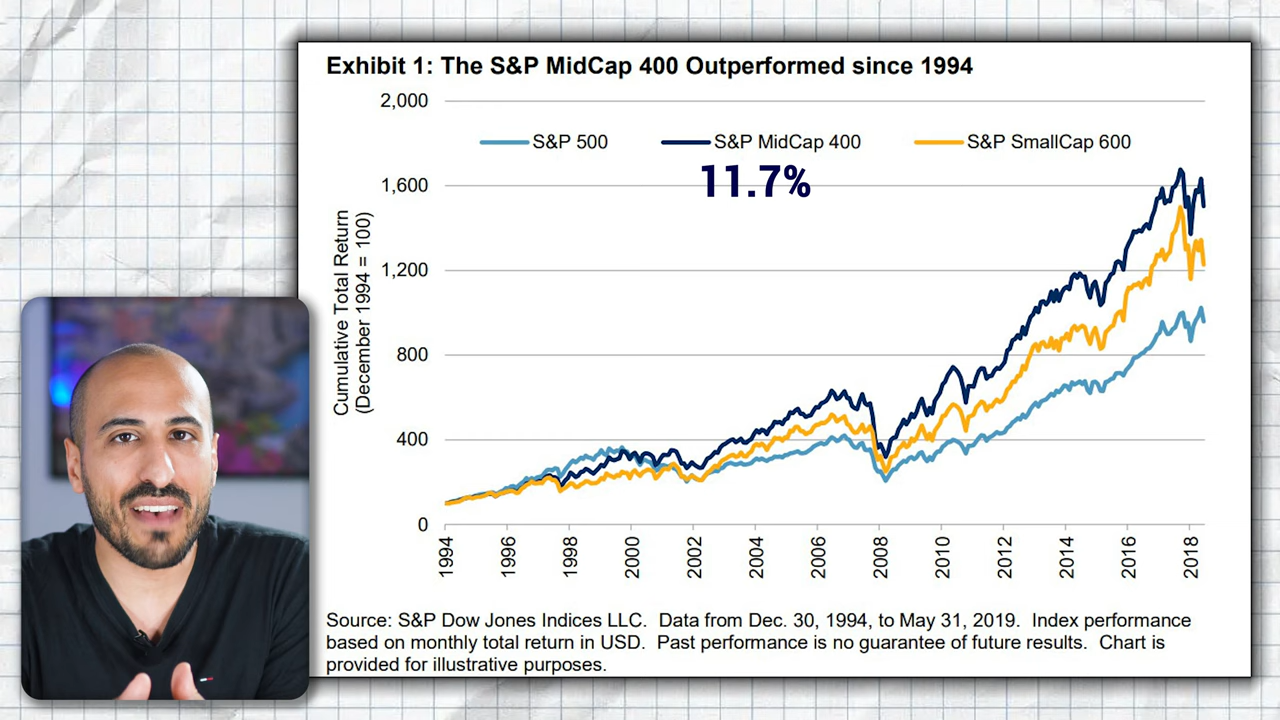 Exhibit 1: The S&P MidCap 400 Outperformed since 1994
2,000
S&P 500
S&P MidCap 400
S&P SmallCap 600
11.7%
1,600
1,200
800
400
0
Cumulative Total Return
(December 1994 = 100)
1994
1996
1998
2000
2002
2004
2006
2008
2010
2012
2014
2016
2018
Source: S&P Dow Jones Indices LLC. Data from Dec. 30, 1994, to May 31, 2019. Index performance
based on monthly total return in USD. Past performance is no guarantee of future results. Chart is
provided for illustrative purposes.